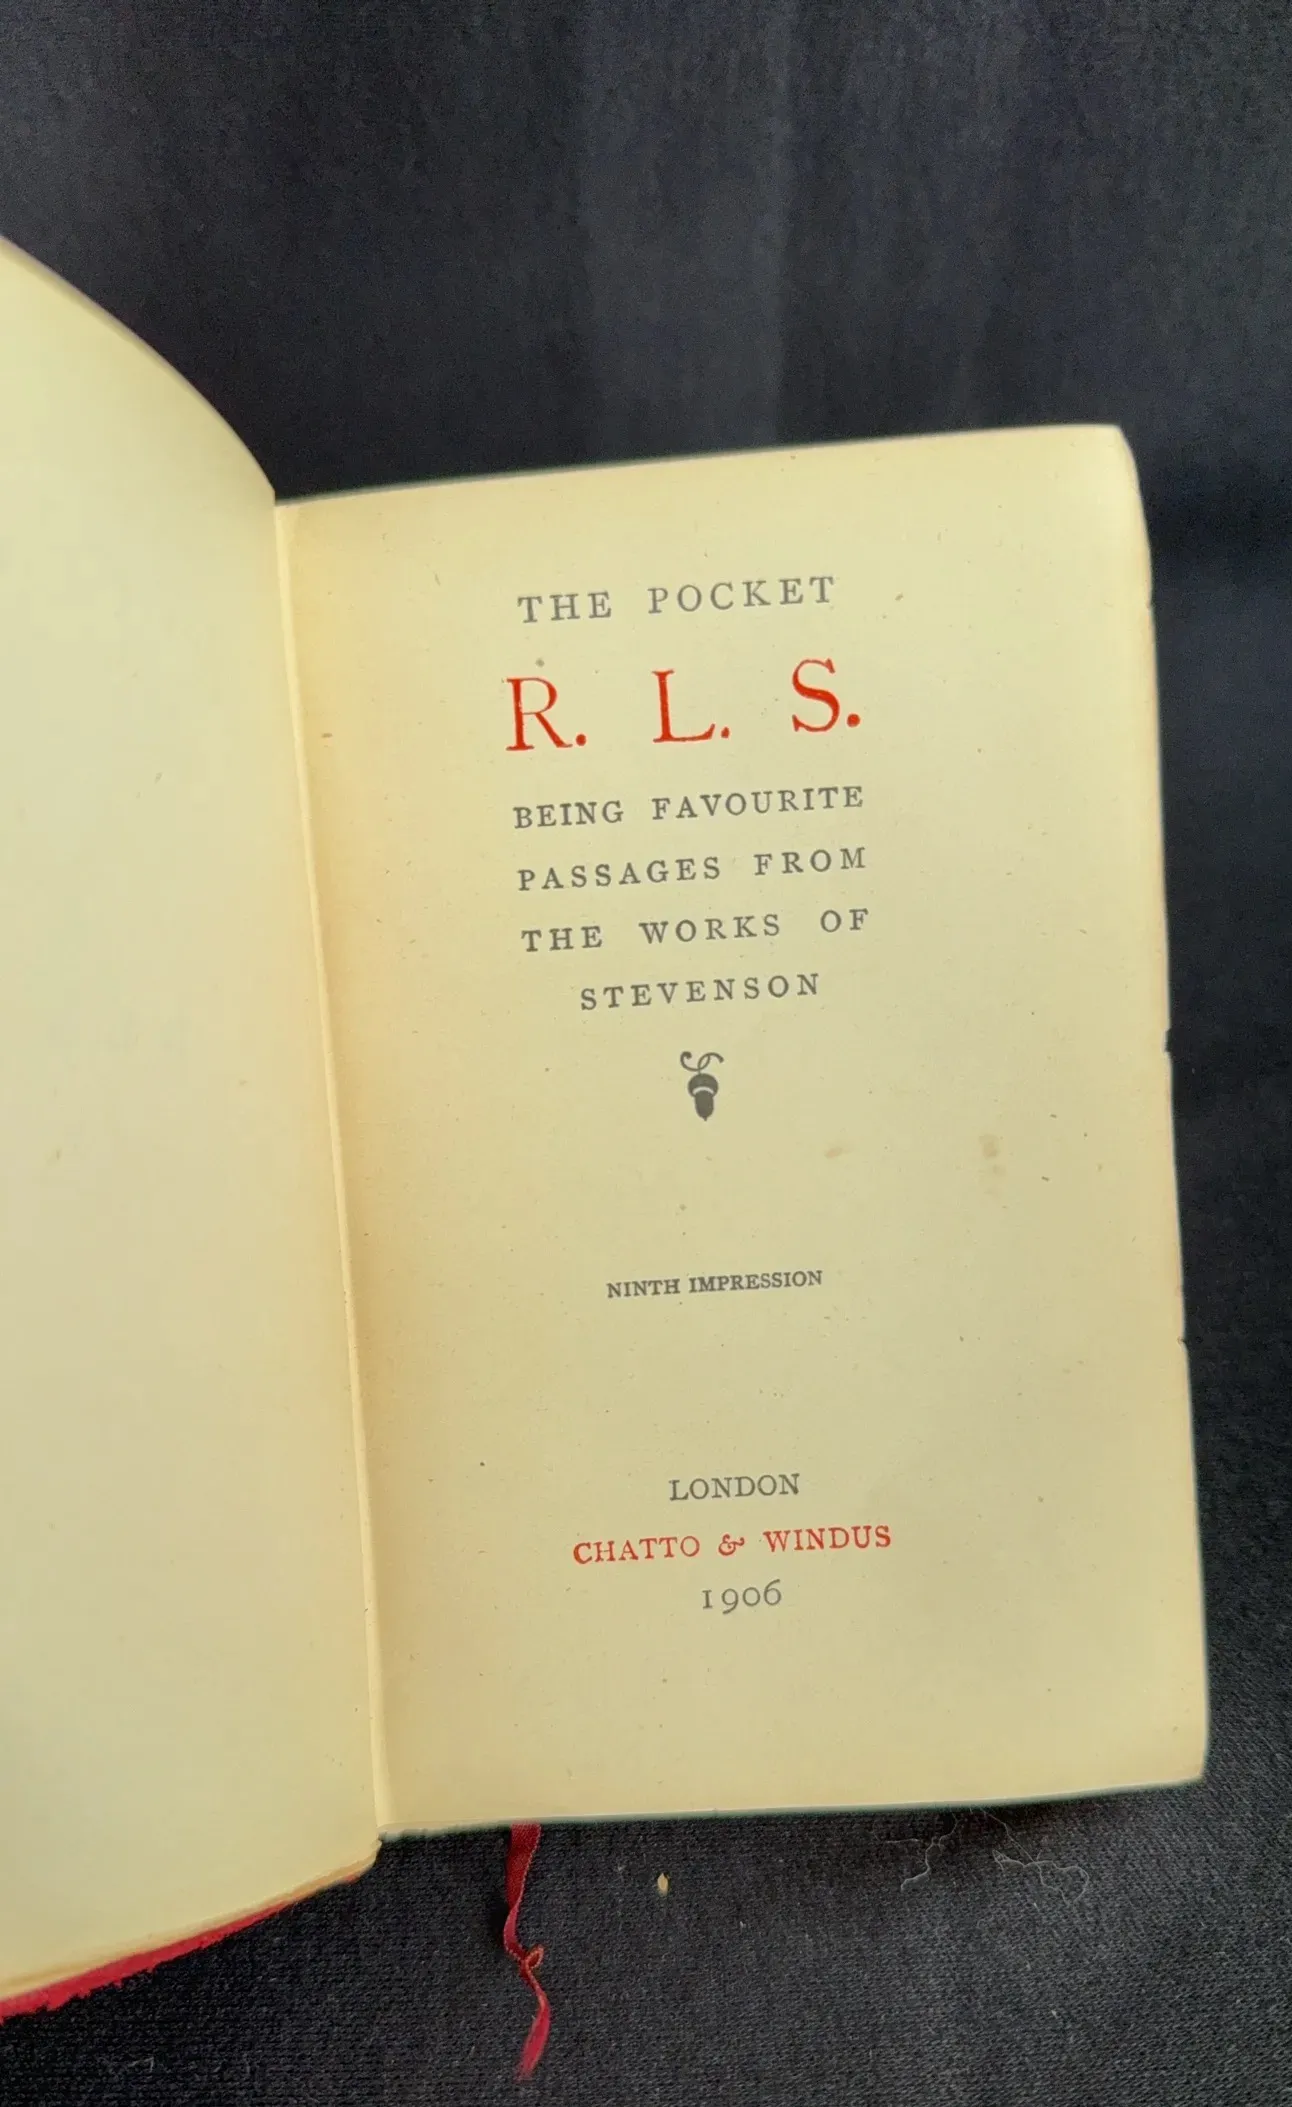 THE POCKET
R. L. S.
BEING FAVOURITE
PASSAGES FROM
THE WORKS OF
STEVENSON
NINTH IMPRESSION
LONDON
CHATTO & WINDUS
1906